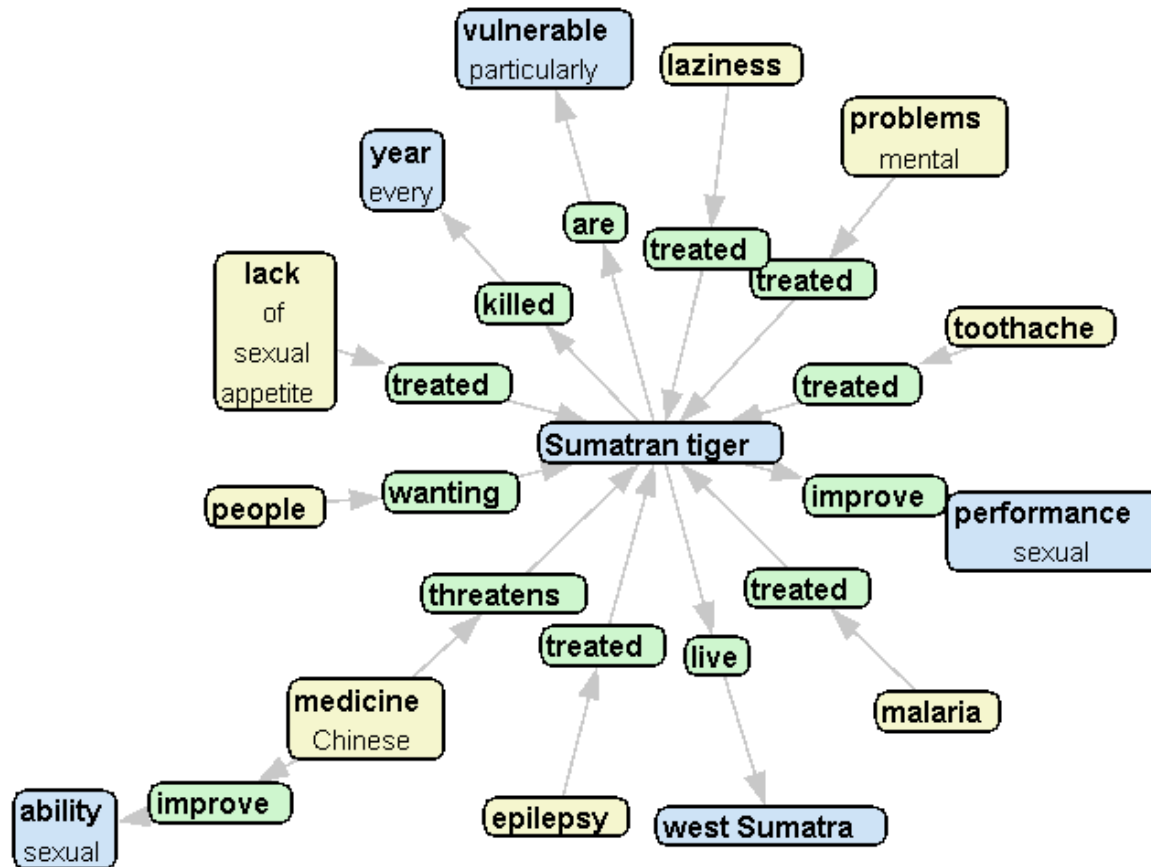 vulnerable
particularly
laziness
problems
mental
year
every
are
treated
treated
lack
of
sexual
appetite
killed
toothache
treated
treated
Sumatran tiger
people
wanting
improve
performance
sexual
threatens
treated
treated
live
medicine
Chinese
malaria
ability
sexual
improve
epilepsy
west Sumatra